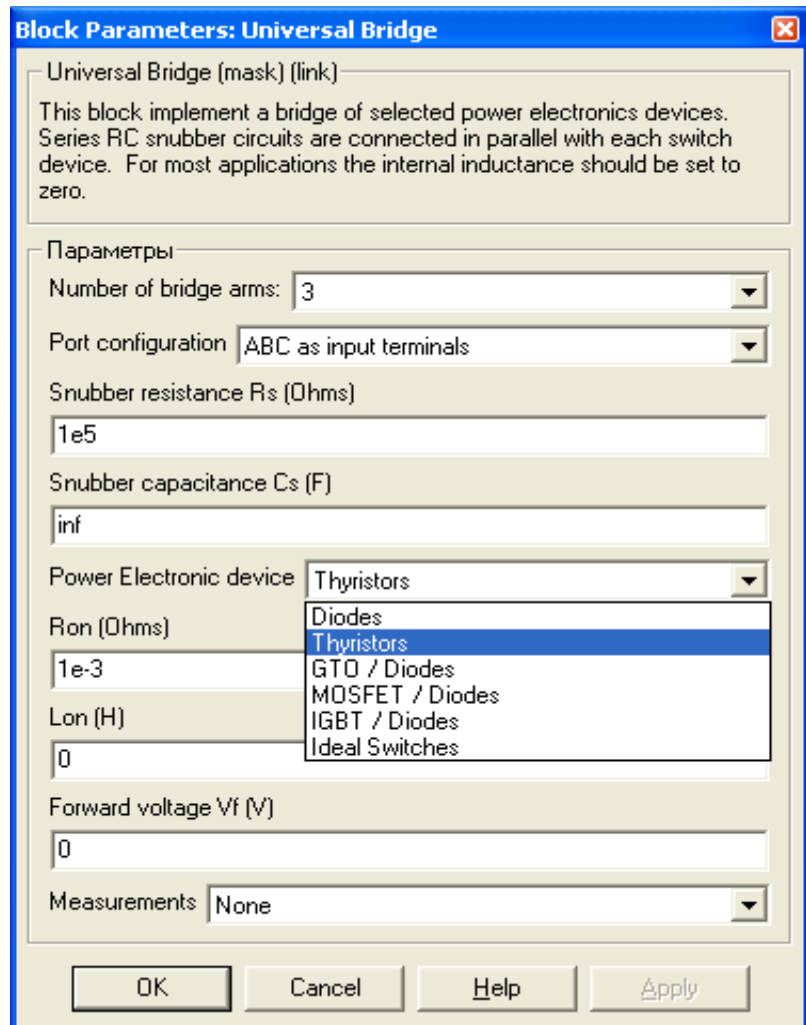 Block Parameters: Universal Bridge
Universal Bridge (mask) (link)
This block implement a bridge of selected power electronics devices.
Series RC snubber circuits are connected in parallel with each switch
device. For most applications the internal inductance should be set to
zero.
Параметры
Number of bridge arms: 3
Port configuration ABC as input terminals
Snubber resistance Rs (Ohms)
1e5
Snubber capacitance Cs (F)
inf
Power Electronic device Thyristors
Diodes
Ron (Ohms)
Thyristors
1e-3
GTO / Diodes
MOSFET / Diodes
Lon (H)
IGBT / Diodes
Ideal Switches
0
Forward voltage Vf (V)
0
Measurements None
OK Cancel Help Apply